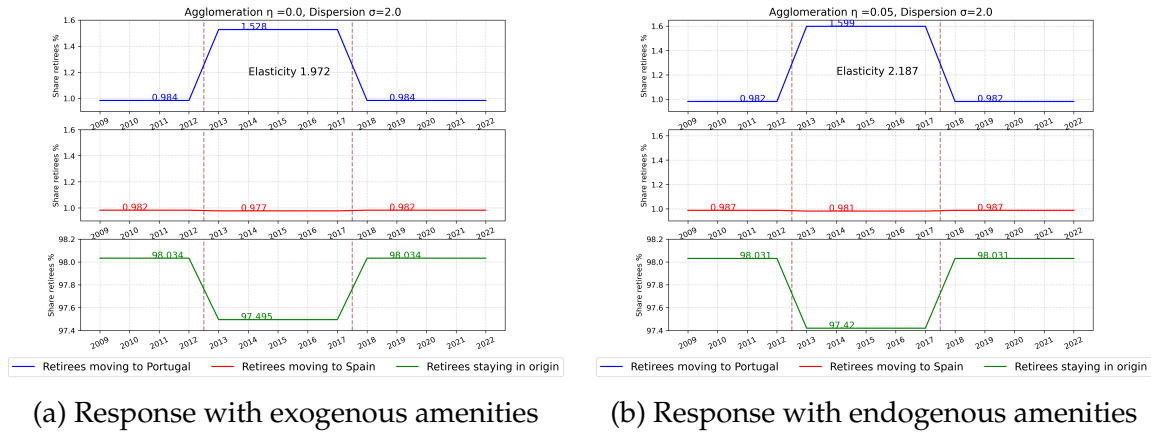 Agglomeration η =0.0, Dispersion σ=2.0
Share retirees %
1.6
1.4
1.2
1.0
0.984
1.528
0.984
Elasticity 1.972
2009 2010 2011 2012 2013 2014 2015 2016 2017 2018 2019 2020 2021 2022
Share retirees %
1.6
1.4
1.2
1.0
0.982
0.977
0.982
2009 2010 2011 2012 2013 2014 2015 2016 2017 2018 2019 2020 2021 2022
Share retirees %
98.2
98.0
97.8
97.6
97.4
98.034
97.495
98.034
2009 2010 2011 2012 2013 2014 2015 2016 2017 2018 2019 2020 2021 2022
Retirees moving to Portugal Retirees moving to Spain Retirees staying in origin
(a) Response with exogenous amenities
Agglomeration η =0.05, Dispersion σ=2.0
Share retirees %
1.6
1.4
1.2
1.0
0.982
1.599
0.982
Elasticity 2.187
2009 2010 2011 2012 2013 2014 2015 2016 2017 2018 2019 2020 2021 2022
Share retirees %
1.6
1.4
1.2
1.0
0.987
0.981
0.987
2009 2010 2011 2012 2013 2014 2015 2016 2017 2018 2019 2020 2021 2022
Share retirees %
98.2
98.0
97.8
97.6
97.4
98.031
97.42
98.031
2009 2010 2011 2012 2013 2014 2015 2016 2017 2018 2019 2020 2021 2022
Retirees moving to Portugal Retirees moving to Spain Retirees staying in origin
(b) Response with endogenous amenities